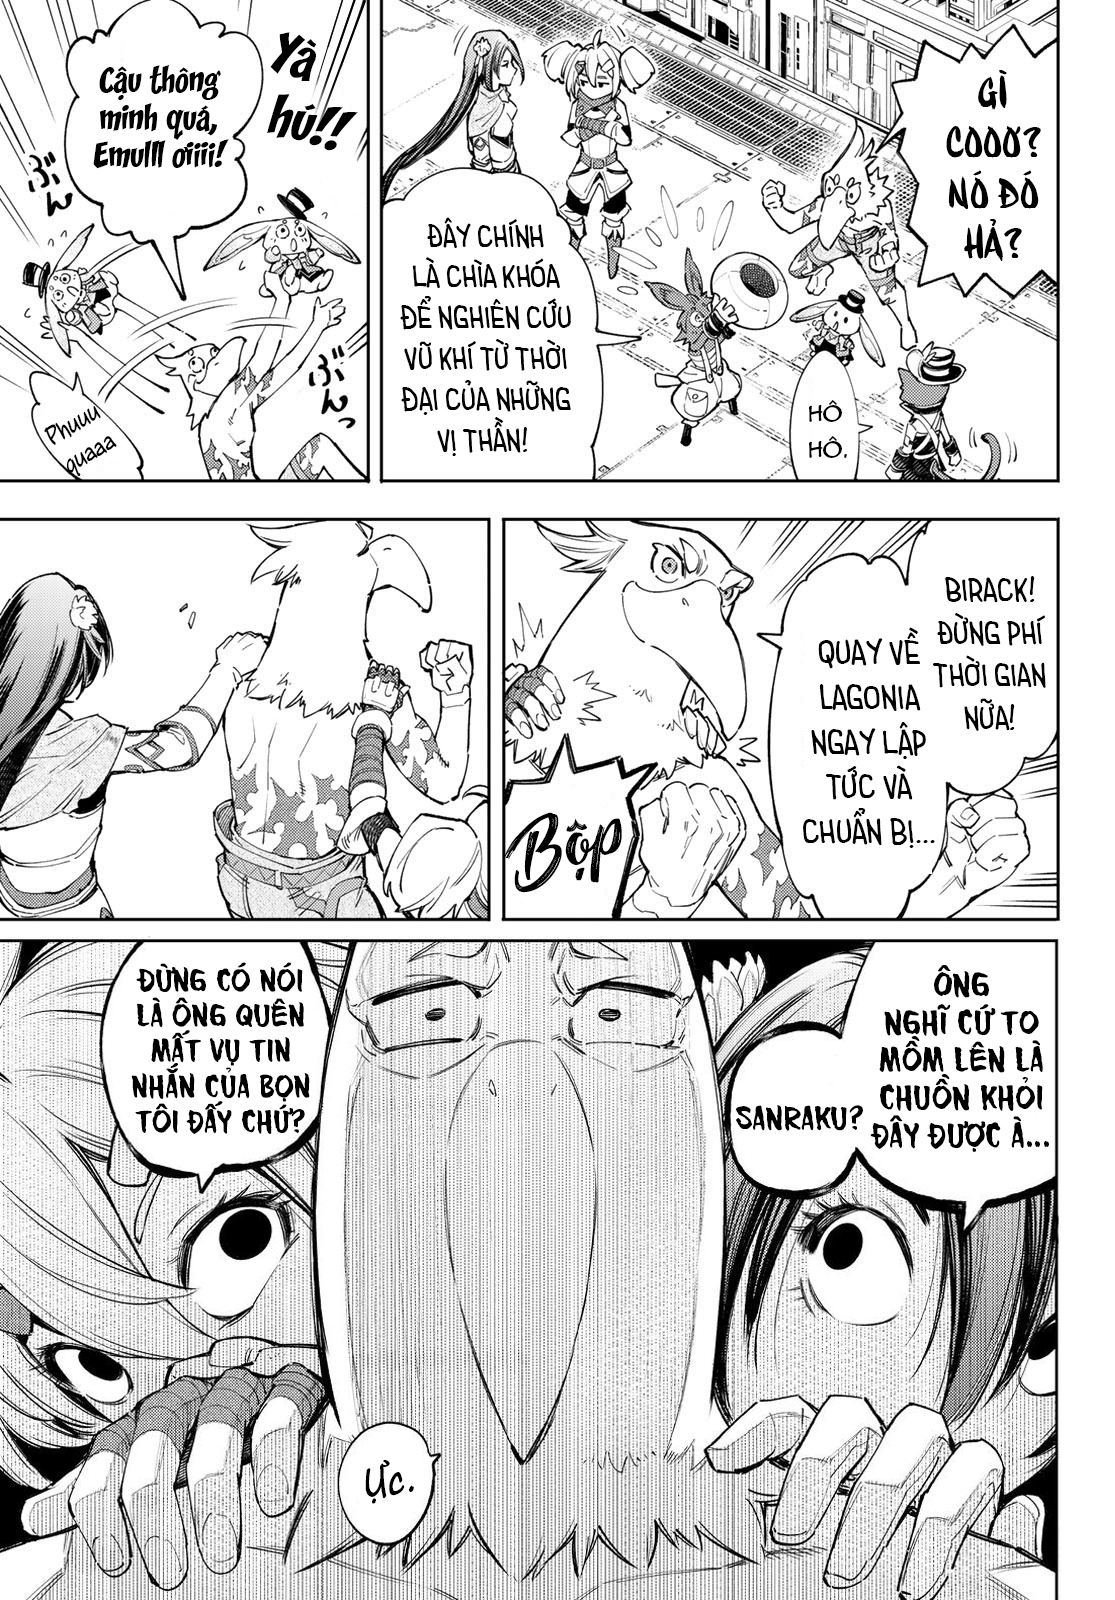 GÌ
COOO?
NÓ ĐÓ
HẢ?
HÔ
HÔ.
ĐÂY CHÍNH
LÀ CHÌA KHÓA
ĐỂ NGHIÊN CỨU
VŨ KHÍ TỪ THỜI
ĐẠI CỦA NHỮNG
VỊ THẦN!
Yà
hú!!
Cậu thông
minh quá,
Emulll ơiiii!
ぶんっ
ぶん
Phuuu
quaaa
BIRACK!
ĐỪNG PHÍ
THỜI GIAN
NỮA!
QUAY VỀ
LAGONIA
NGAY LẬP
TỨC VÀ
CHUẨN BỊ...
Bộp
ÔNG
NGHĨ CỨ TO
MỒM LÊN LÀ
CHUỒN KHỎI
ĐÂY ĐƯỢC À...
SANRAKU?
ĐỪNG CÓ NÓI
LÀ ÔNG QUÊN
MẤT VỤ TIN
NHẮN CỦA BỌN
TÔI ĐẤY CHỨ?
Ực.